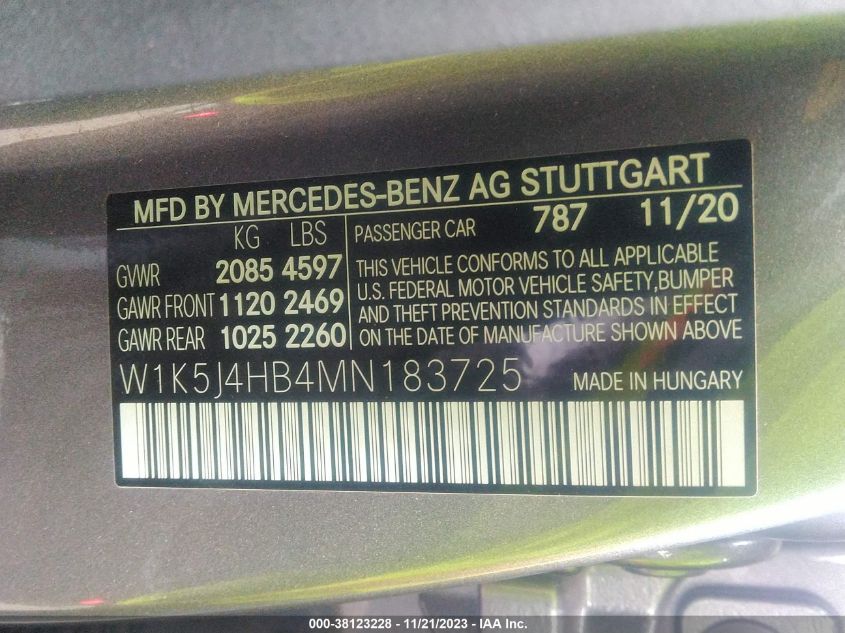 MFD BY MERCEDES-BENZ AG STUTTGART
KG LBS
GVWR 2085 4597
GAWR FRONT 1120 2469
GAWR REAR 1025 2260
PASSENGER CAR 787 11/20
THIS VEHICLE CONFORMS TO ALL APPLICABLE
U.S. FEDERAL MOTOR VEHICLE SAFETY, BUMPER
AND THEFT PREVENTION STANDARDS IN EFFECT
ON THE DATE OF MANUFACTURE SHOWN ABOVE
W1K5J4HB4MN183725 MADE IN HUNGARY
000-38123228 - 11/21/2023 - IAA Inc.